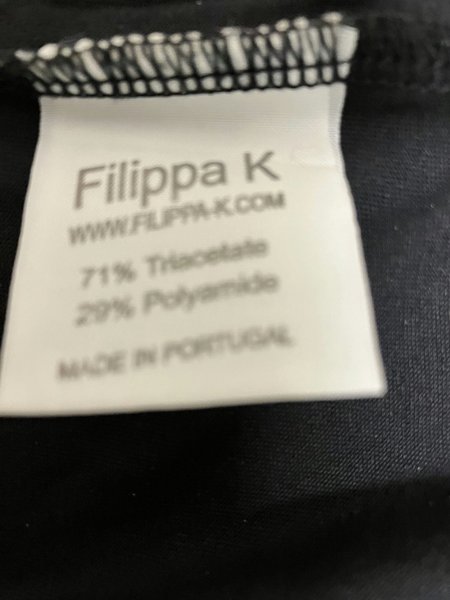 Filippa K
WWW.FILIPPA-K.COM
71% Triacetate
29% Polyamide
MADE IN PORTUGAL